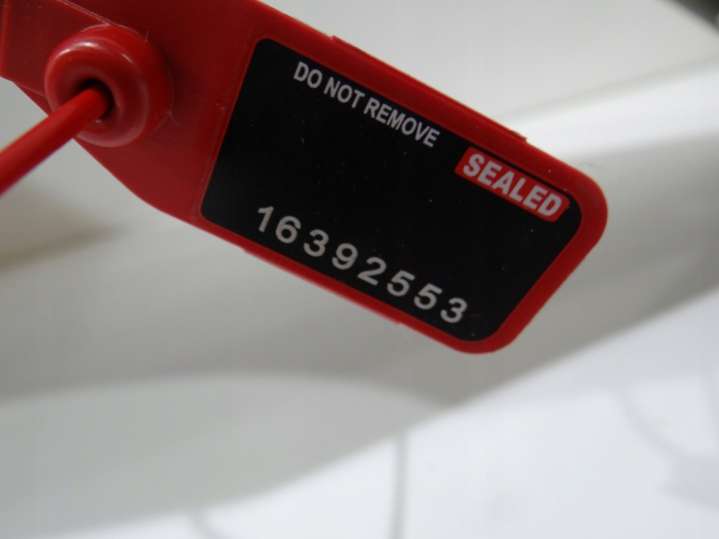 DO NOT REMOVE
SEALED
16392553